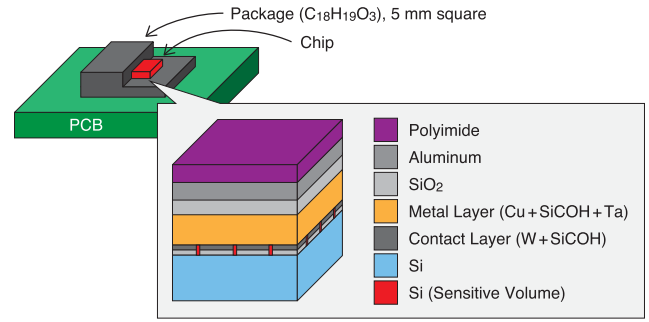 Package (C₁₈H₁₉O₃), 5 mm square
Chip
PCB
Polyimide
Aluminum
SiO₂
Metal Layer (Cu+SiCOH+Ta)
Contact Layer (W+SiCOH)
Si
Si (Sensitive Volume)